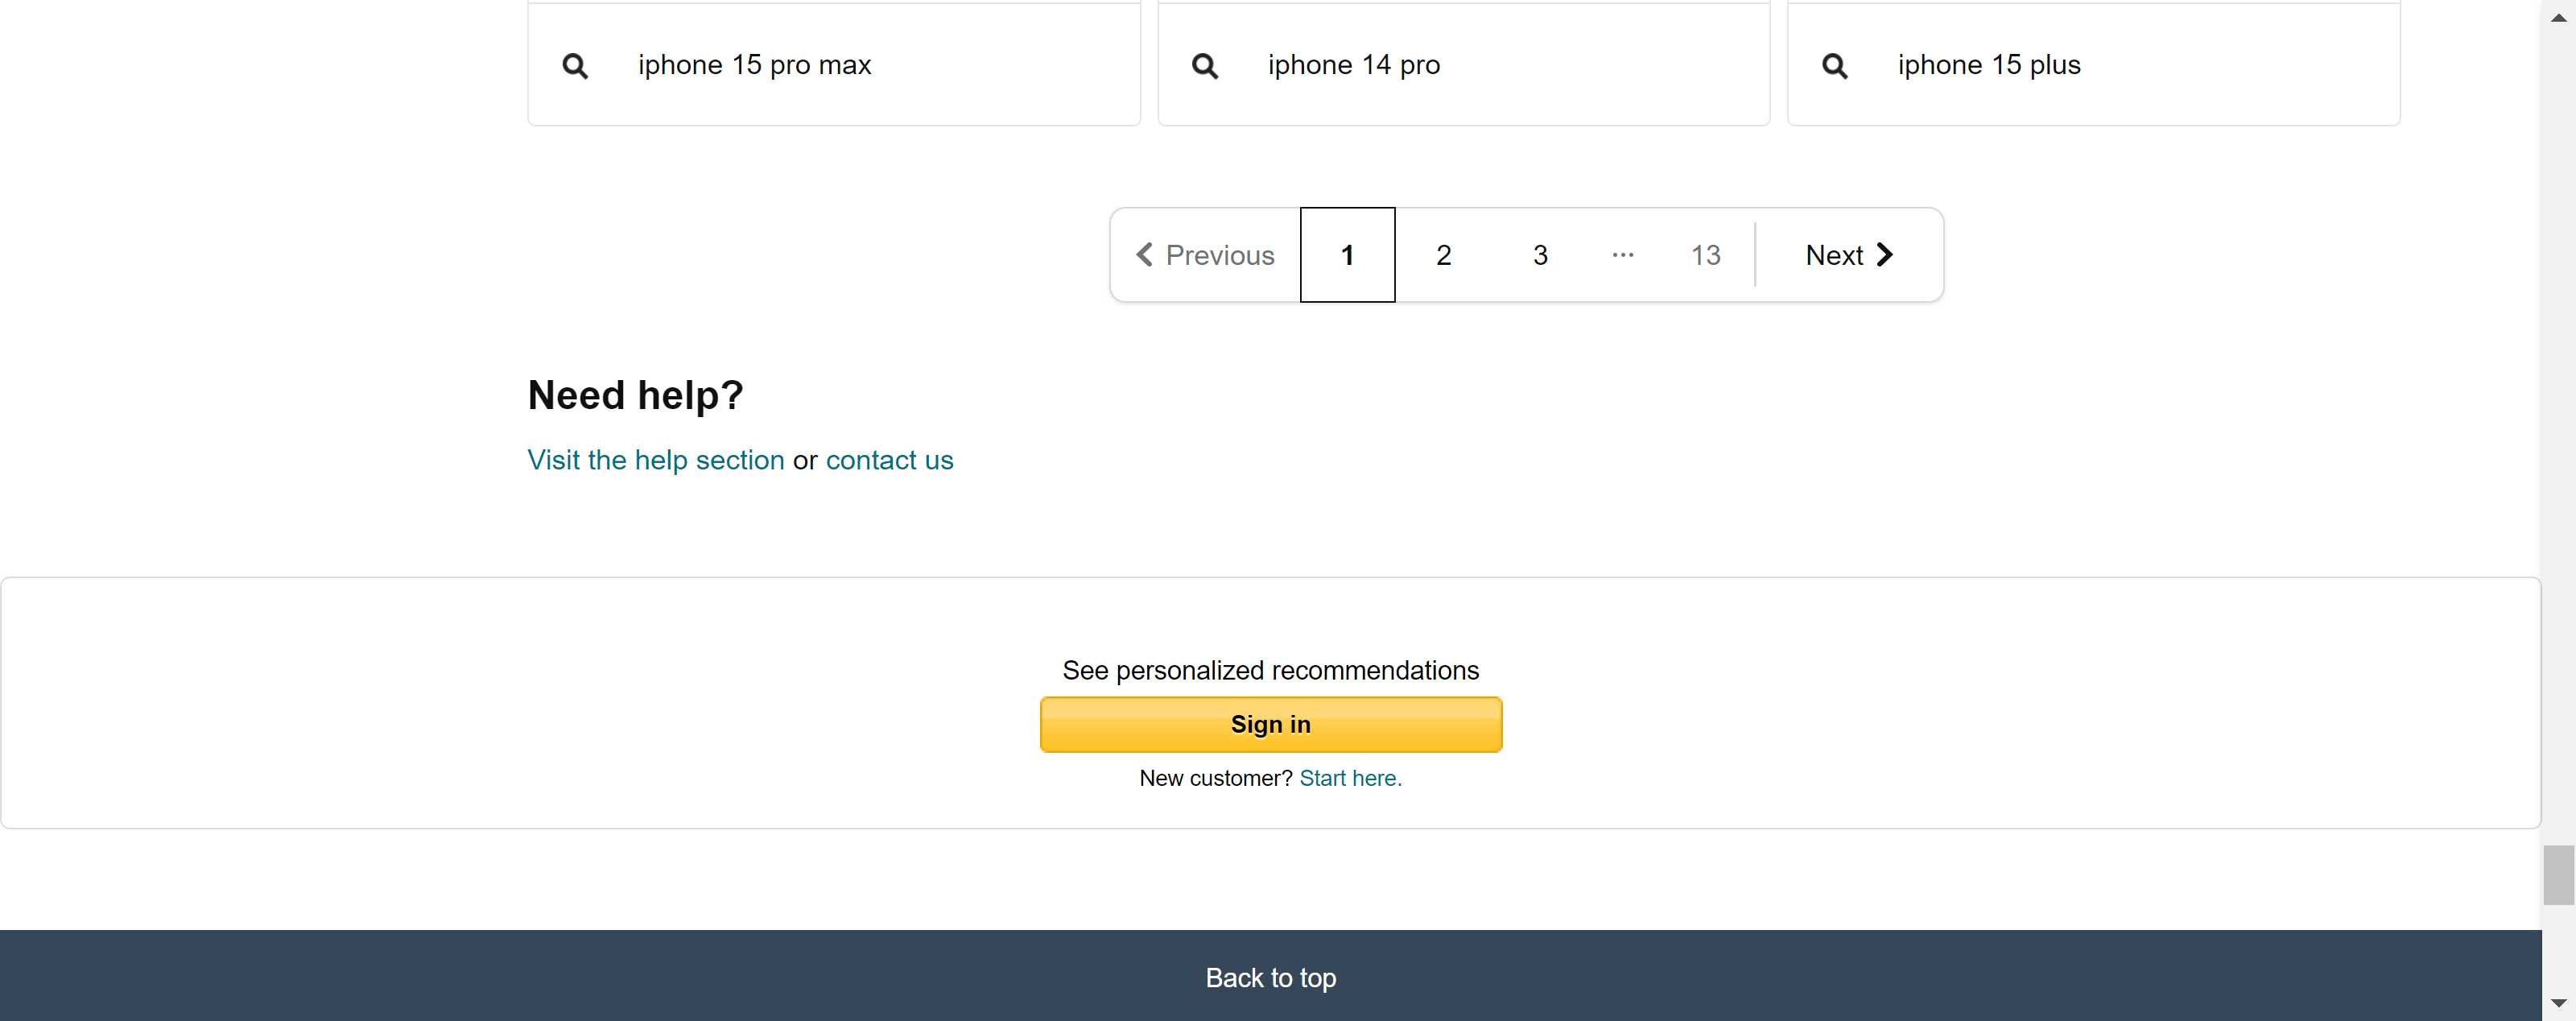 iphone 15 pro max iphone 14 pro iphone 15 plus
Previous 1 2 3 ... 13 Next
Need help?
Visit the help section or contact us
See personalized recommendations
Sign in
New customer? Start here.
Back to top